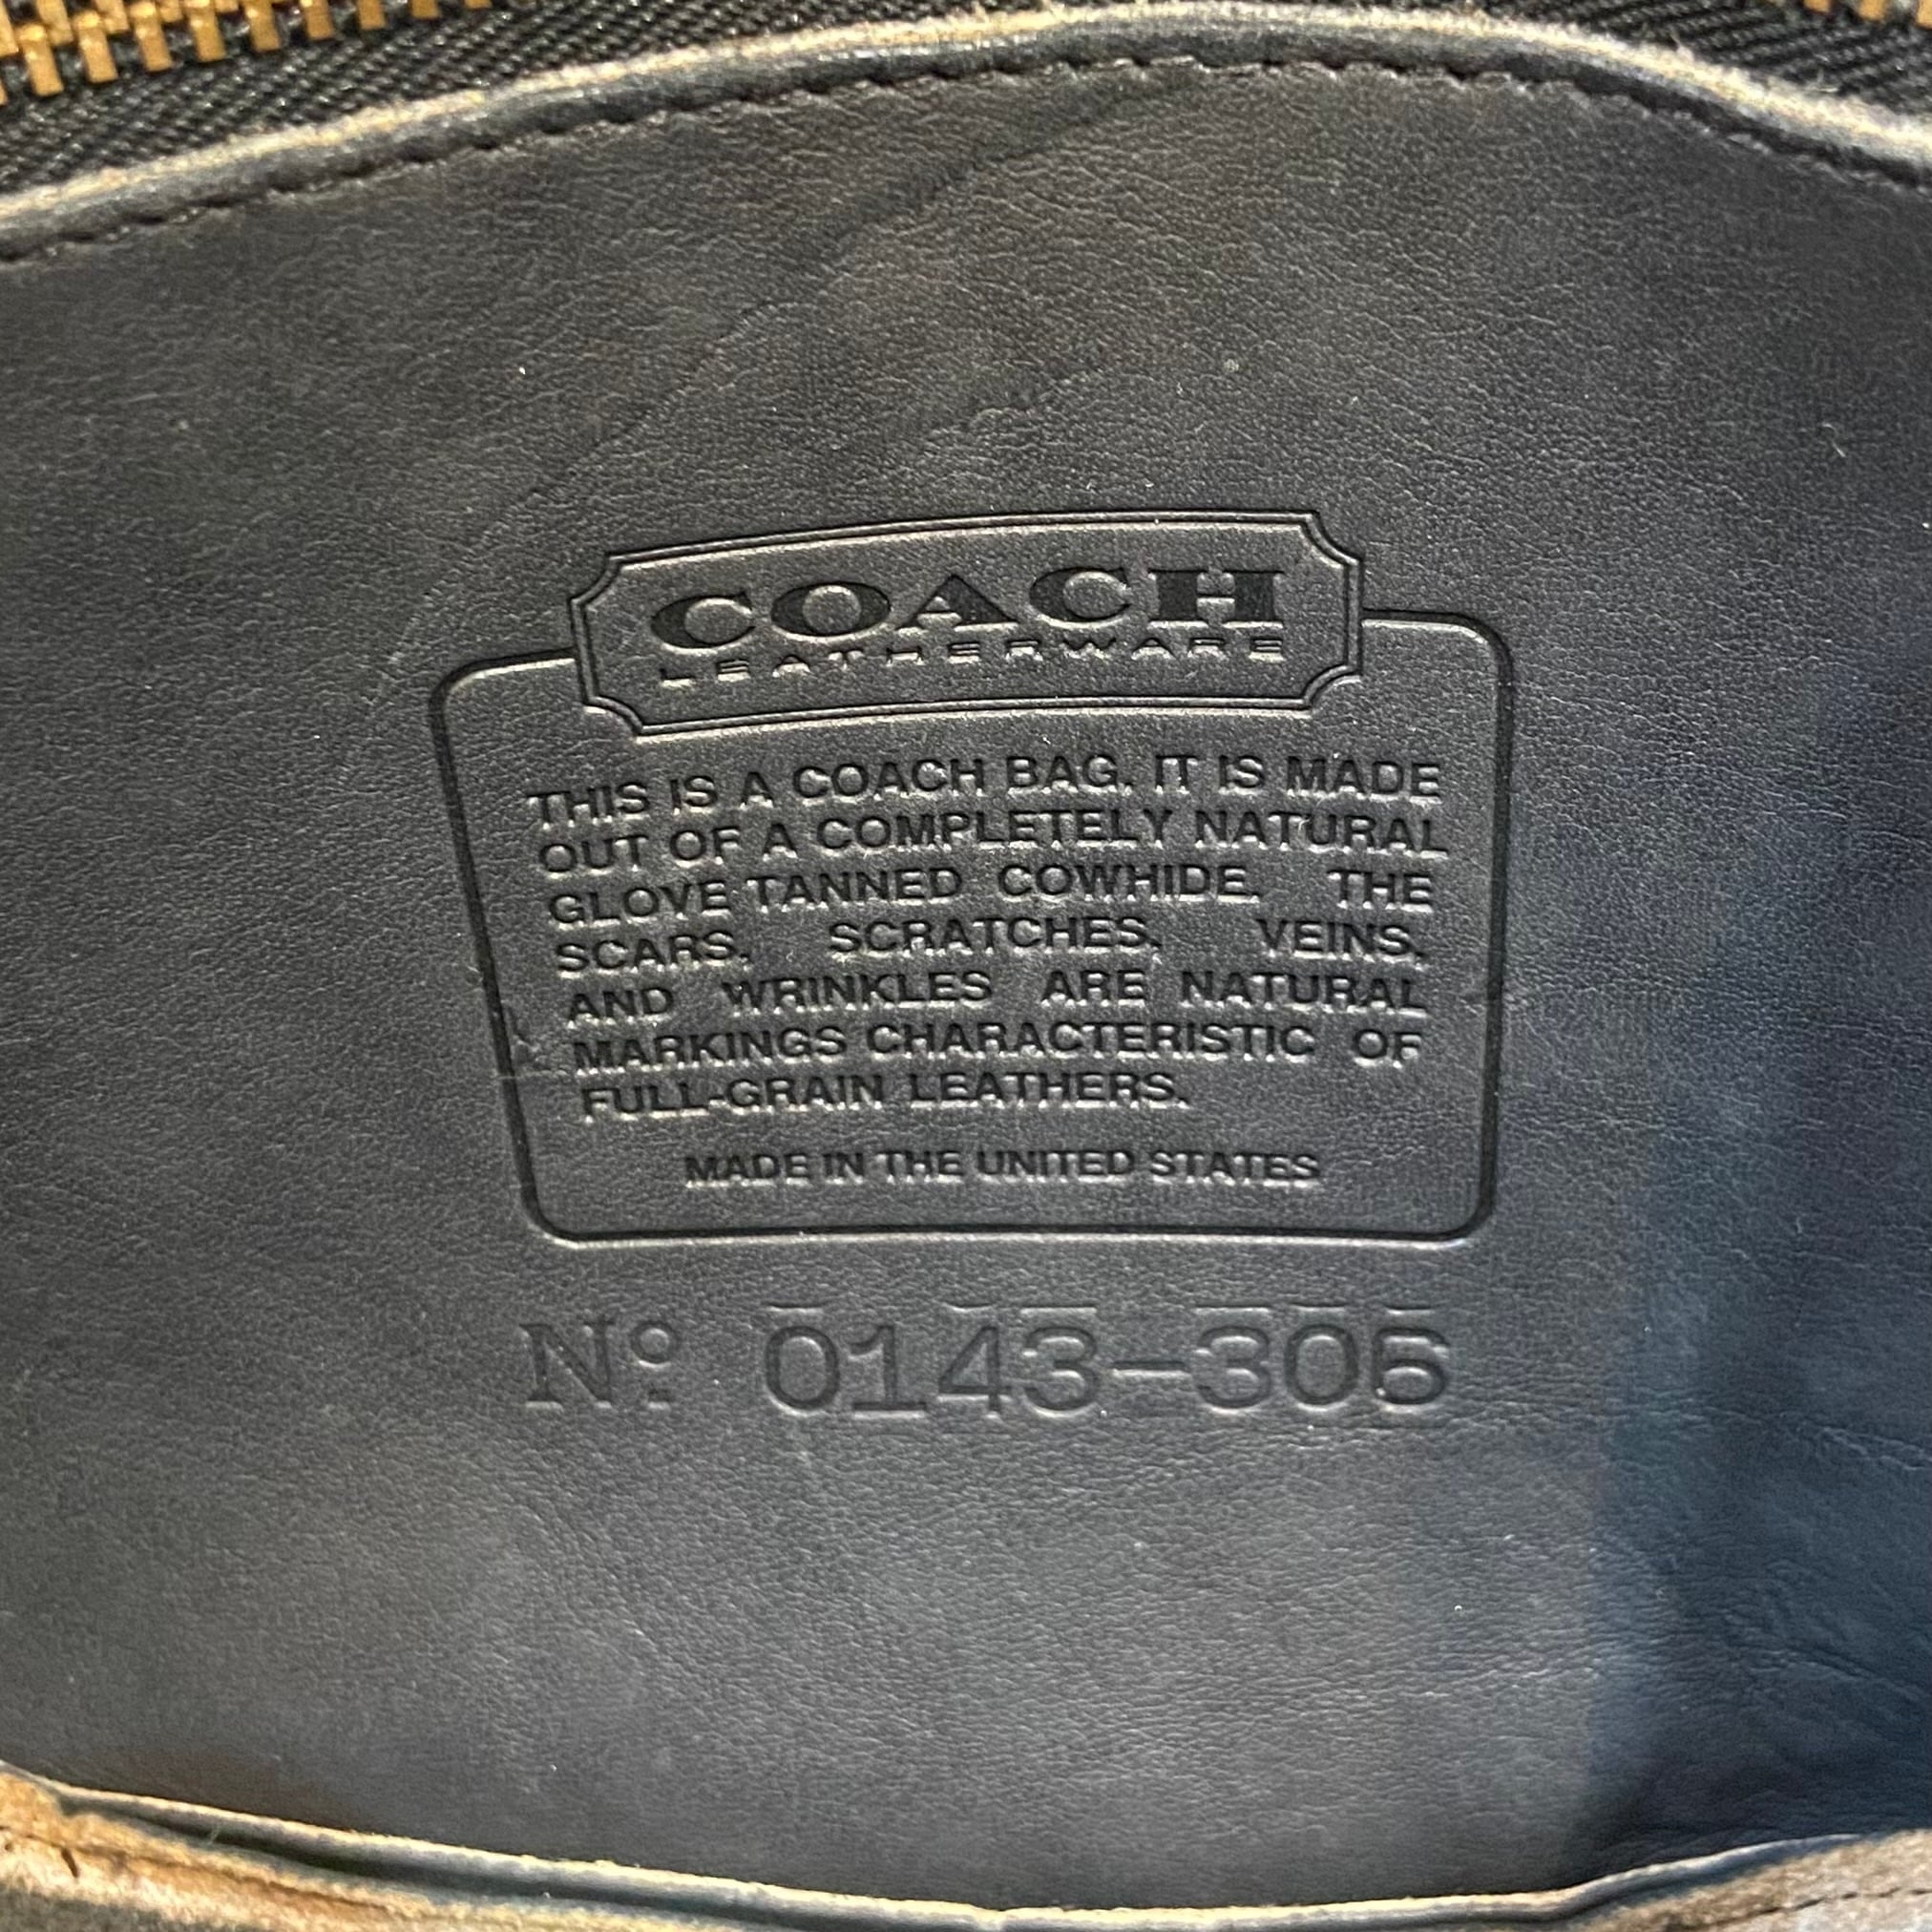 COACH
LEATHERWARE
THIS IS A COACH BAG. IT IS MADE
OUT OF A COMPLETELY NATURAL
GLOVE TANNED COWHIDE. THE
SCARS, SCRATCHES, VEINS,
AND WRINKLES ARE NATURAL
MARKINGS CHARACTERISTIC OF
FULL-GRAIN LEATHERS.
MADE IN THE UNITED STATES
Nº 0143-305